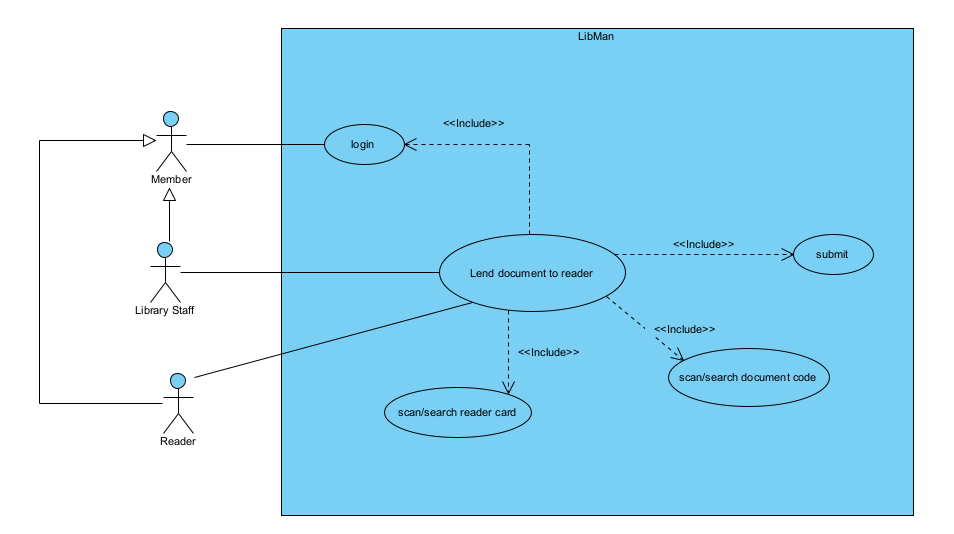 LibMan
<<Include>>
login
Member
<<Include>>
submit
Lend document to reader
Library Staff
<<Include>>
<<Include>>
scan/search document code
scan/search reader card
Reader